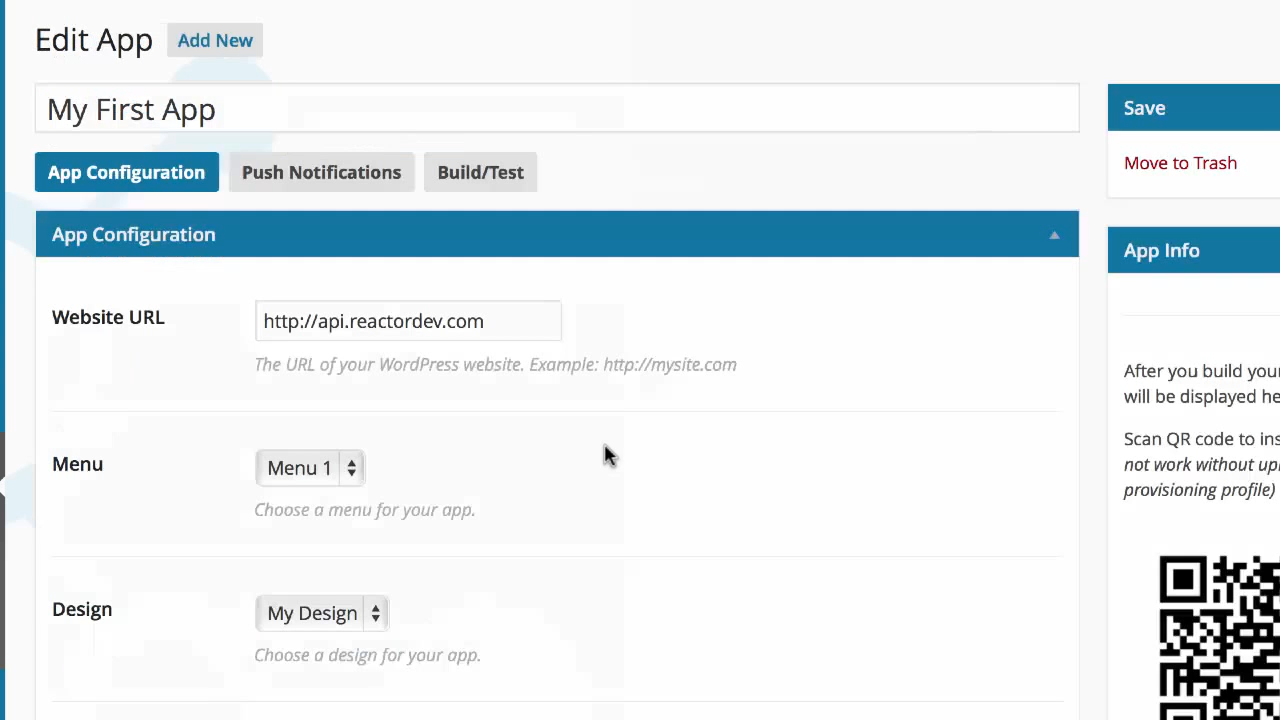 Edit App
Add New
My First App
App Configuration
Push Notifications
Build/Test
App Configuration
Website URL
http://api.reactordev.com
The URL of your WordPress website. Example: http://mysite.com
Menu
Menu 1
Choose a menu for your app.
Design
My Design
Choose a design for your app.
Save
Move to Trash
App Info
After you build your
will be displayed he
Scan QR code to ins
not work without up
provisioning profile)